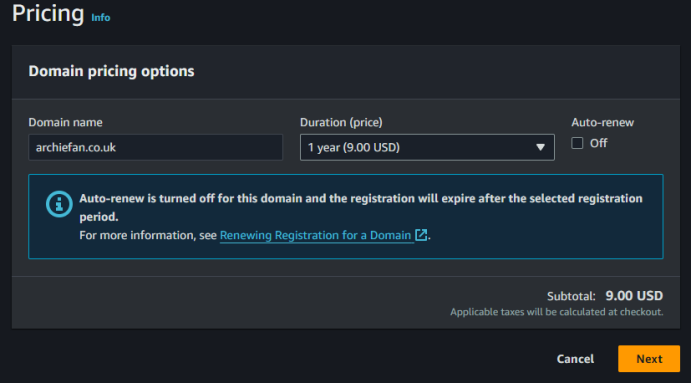 Pricing Info
Domain pricing options
Domain name
Duration (price)
Auto-renew
archiefan.co.uk
1 year (9.00 USD)
Off
Auto-renew is turned off for this domain and the registration will expire after the selected registration
period.
For more information, see Renewing Registration for a Domain.
Subtotal: 9.00 USD
Applicable taxes will be calculated at checkout.
Cancel
Next